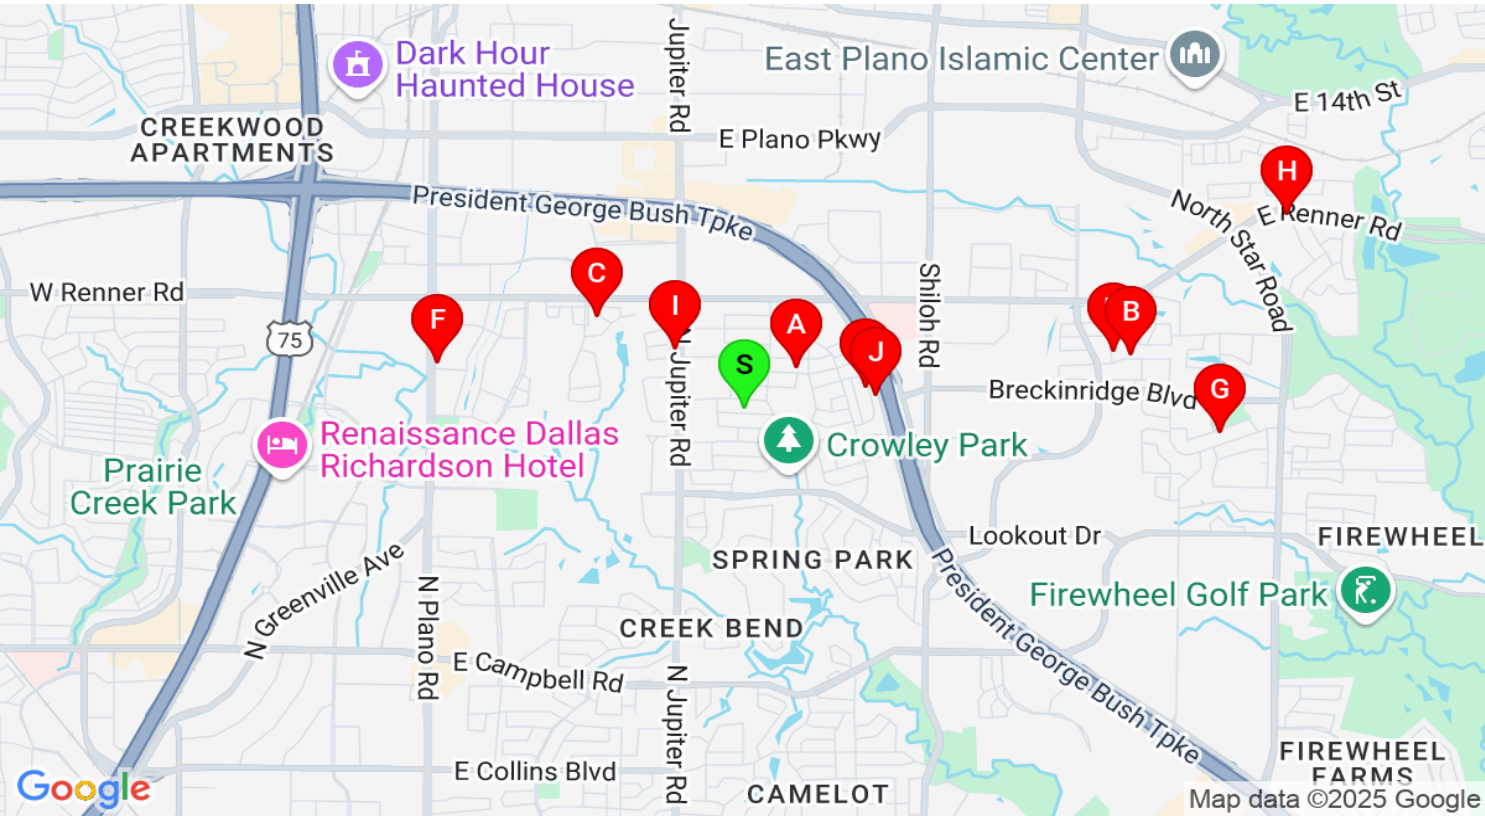 Dark Hour
Haunted House
Jupiter Rd
East Plano Islamic Center
E 14th St
CREEKWOOD
APARTMENTS
E Plano Pkwy
H
President George Bush Tpke
North Star Road
E Renner Rd
W Renner Rd
C
I
F
A
B
75
Shiloh Rd
J
S
N Jupiter Rd
Breckinridge Blvd
G
Renaissance Dallas
Richardson Hotel
Crowley Park
Prairie
Creek Park
N Greenville Ave
SPRING PARK
Lookout Dr
FIREWHEEL
President George Bush Tpke
Firewheel Golf Park
N Plano Rd
CREEK BEND
E Campbell Rd
N Jupiter Rd
E Collins Blvd
CAMELOT
FIREWHEEL
FARMS
Google
Map data ©2025 Google